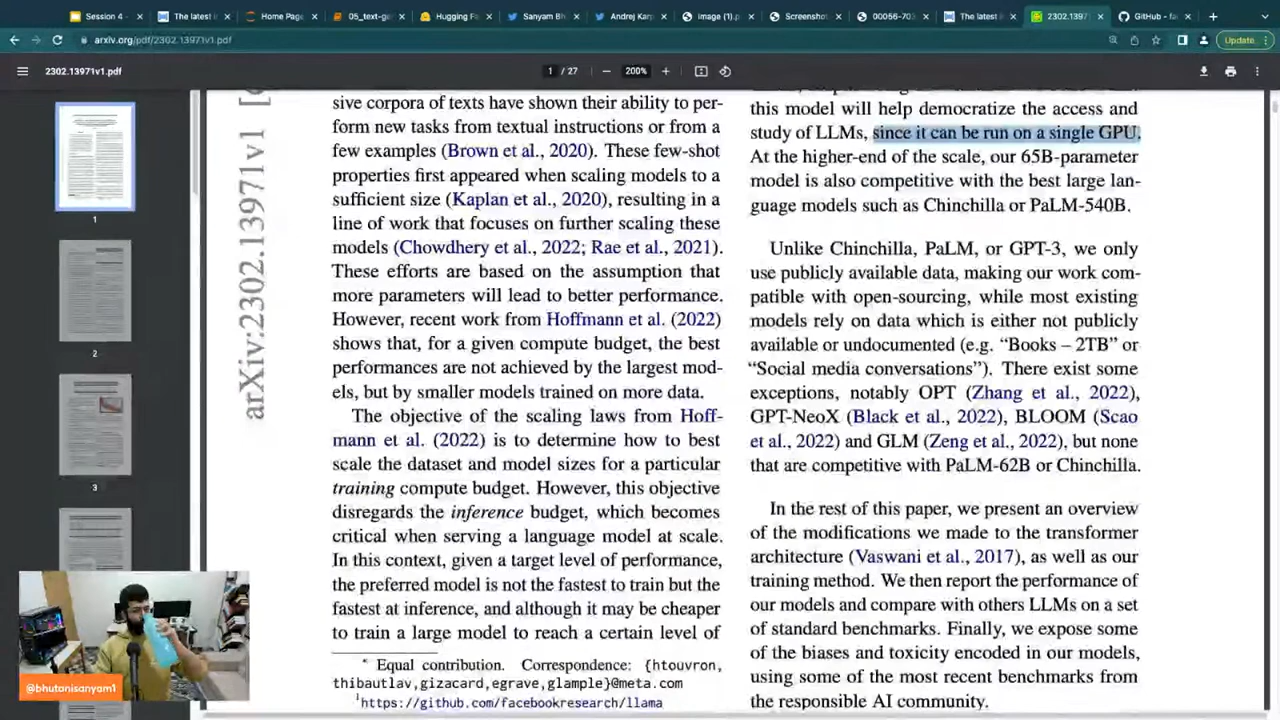 Session 4 -
The latest i
Home Page
05_text-ge
Hugging Fa
Sanyam Bh
Andrej Karp
Image (1).p
Screenshot
00056-703
The latest i
2302.1397
GitHub - fa
arxiv.org/pdf/2302.13971v1.pdf
Update
2302.13971v1.pdf
1 / 27
200%
1
2
3
arXiv:2302.13971v1 [c
sive corpora of texts have shown their ability to per-
form new tasks from textual instructions or from a
few examples (Brown et al., 2020). These few-shot
properties first appeared when scaling models to a
sufficient size (Kaplan et al., 2020), resulting in a
line of work that focuses on further scaling these
models (Chowdhery et al., 2022; Rae et al., 2021).
These efforts are based on the assumption that
more parameters will lead to better performance.
However, recent work from Hoffmann et al. (2022)
shows that, for a given compute budget, the best
performances are not achieved by the largest mod-
els, but by smaller models trained on more data.
The objective of the scaling laws from Hoff-
mann et al. (2022) is to determine how to best
scale the dataset and model sizes for a particular
training compute budget. However, this objective
disregards the inference budget, which becomes
critical when serving a language model at scale.
In this context, given a target level of performance,
the preferred model is not the fastest to train but the
fastest at inference, and although it may be cheaper
to train a large model to reach a certain level of
* Equal contribution. Correspondence: {htouvron,
thibautlav,gizacard,egrave,glample}@meta.com
1https://github.com/facebookresearch/llama
this model will help democratize the access and
study of LLMs, since it can be run on a single GPU.
At the higher-end of the scale, our 65B-parameter
model is also competitive with the best large lan-
guage models such as Chinchilla or PaLM-540B.
Unlike Chinchilla, PaLM, or GPT-3, we only
use publicly available data, making our work com-
patible with open-sourcing, while most existing
models rely on data which is either not publicly
available or undocumented (e.g. “Books – 2TB” or
“Social media conversations”). There exist some
exceptions, notably OPT (Zhang et al., 2022),
GPT-NeoX (Black et al., 2022), BLOOM (Scao
et al., 2022) and GLM (Zeng et al., 2022), but none
that are competitive with PaLM-62B or Chinchilla.
In the rest of this paper, we present an overview
of the modifications we made to the transformer
architecture (Vaswani et al., 2017), as well as our
training method. We then report the performance of
our models and compare with others LLMs on a set
of standard benchmarks. Finally, we expose some
of the biases and toxicity encoded in our models,
using some of the most recent benchmarks from
the responsible AI community.
@bhutanisanyam1